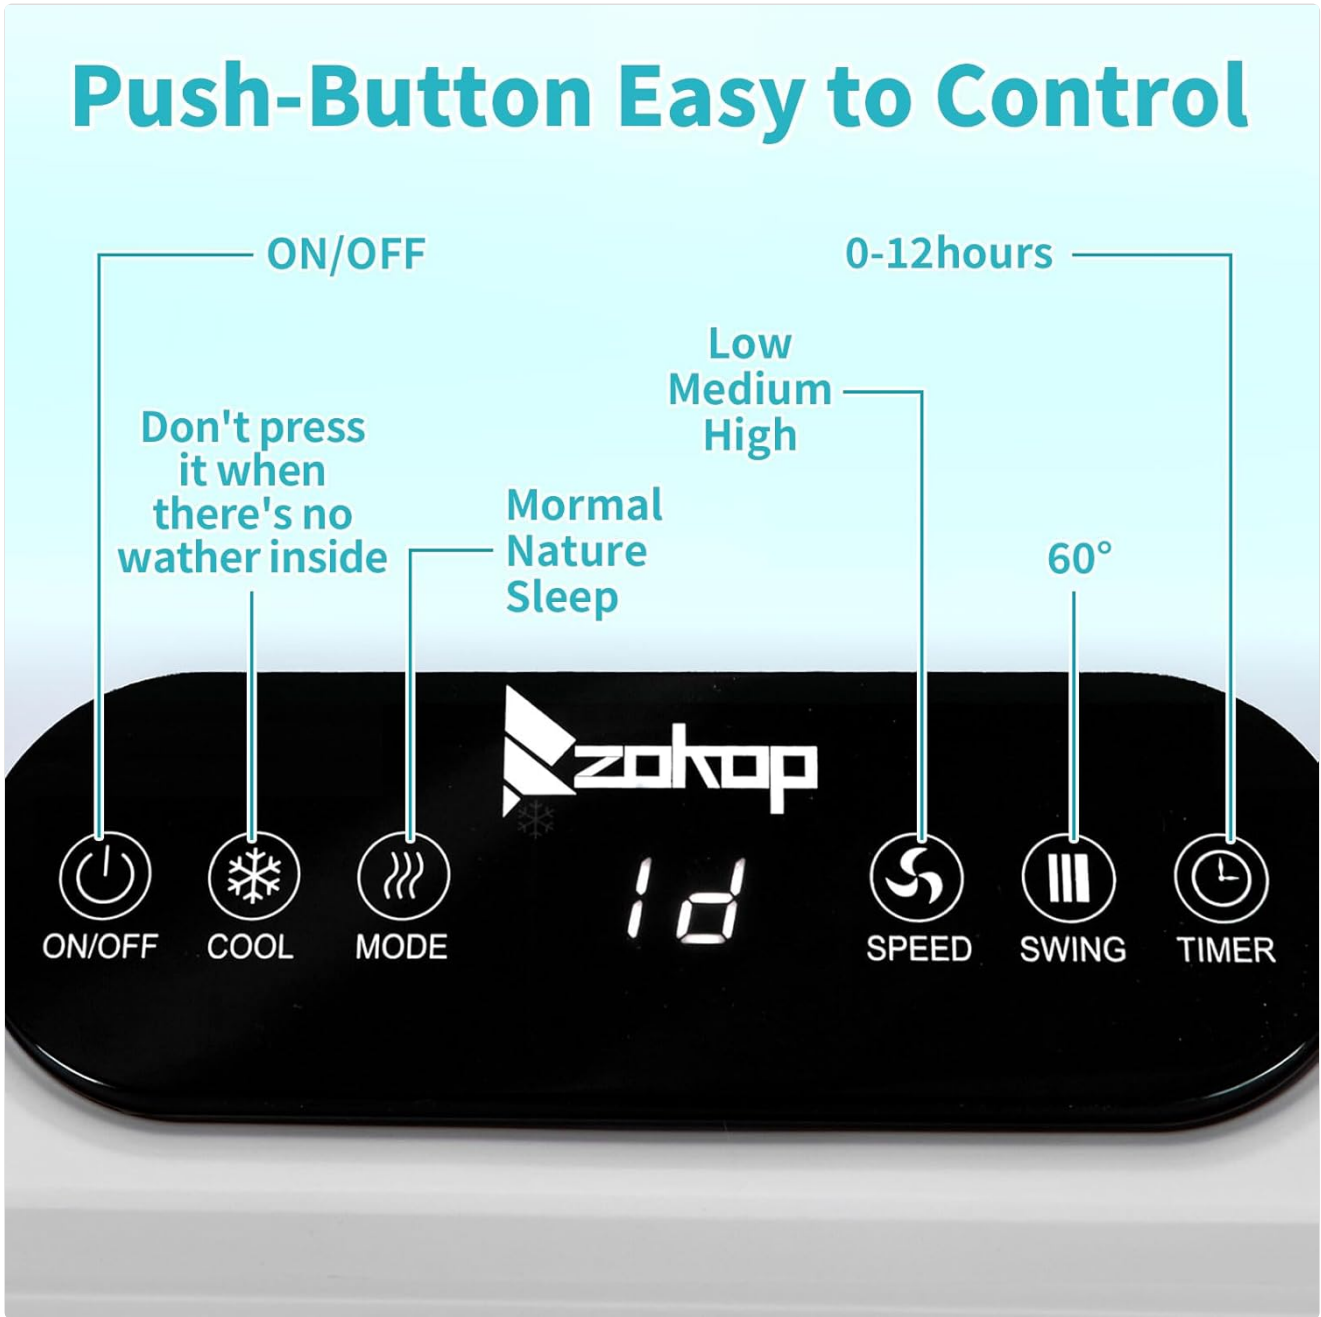 Push-Button Easy to Control
ON/OFF
0-12hours
Low
Medium
High
Don't press
it when
there's no
wather inside
Mormal
Nature
Sleep
60°
zokop
1d
ON/OFF
COOL
MODE
SPEED
SWING
TIMER